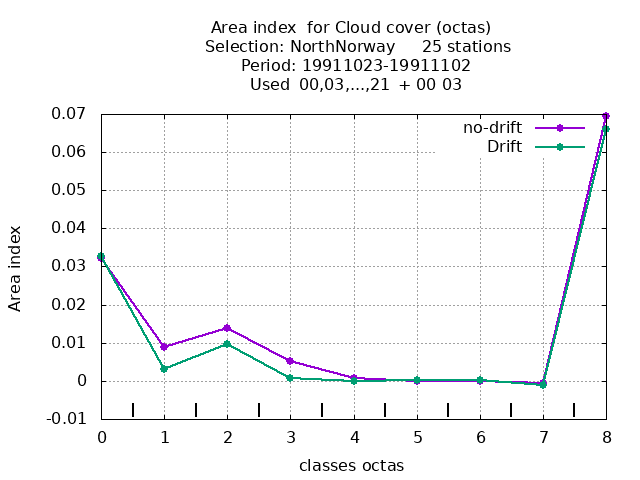 Area index  for Cloud cover (octas)
Selection: NorthNorway     25 stations
Period: 19911023-19911102
Used  00,03,...,21  + 00 03
0.07
0.06
0.05
0.04
0.03
0.02
0.01
0
-0.01
Area index
no-drift
Drift
0 1 2 3 4 5 6 7 8
classes octas